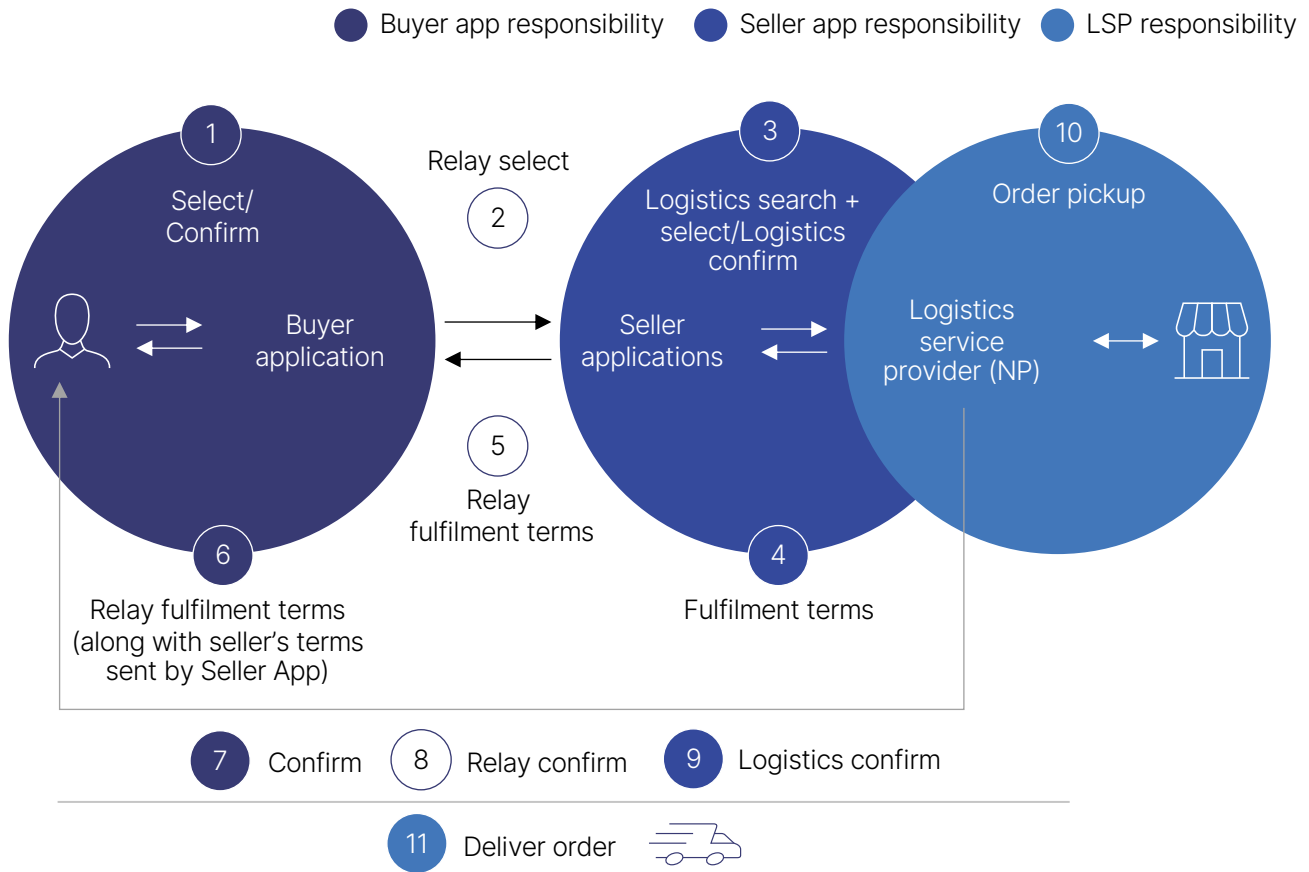 Buyer app responsibility
Seller app responsibility
LSP responsibility
1
Select/
Confirm
Buyer
application
Relay select
2
3
Logistics search +
select/Logistics
confirm
Seller
applications
10
Order pickup
Logistics
service
provider (NP)
5
Relay
fulfilment terms
6
Relay fulfilment terms
(along with seller’s terms
sent by Seller App)
4
Fulfilment terms
7 Confirm
8 Relay confirm
9 Logistics confirm
11 Deliver order